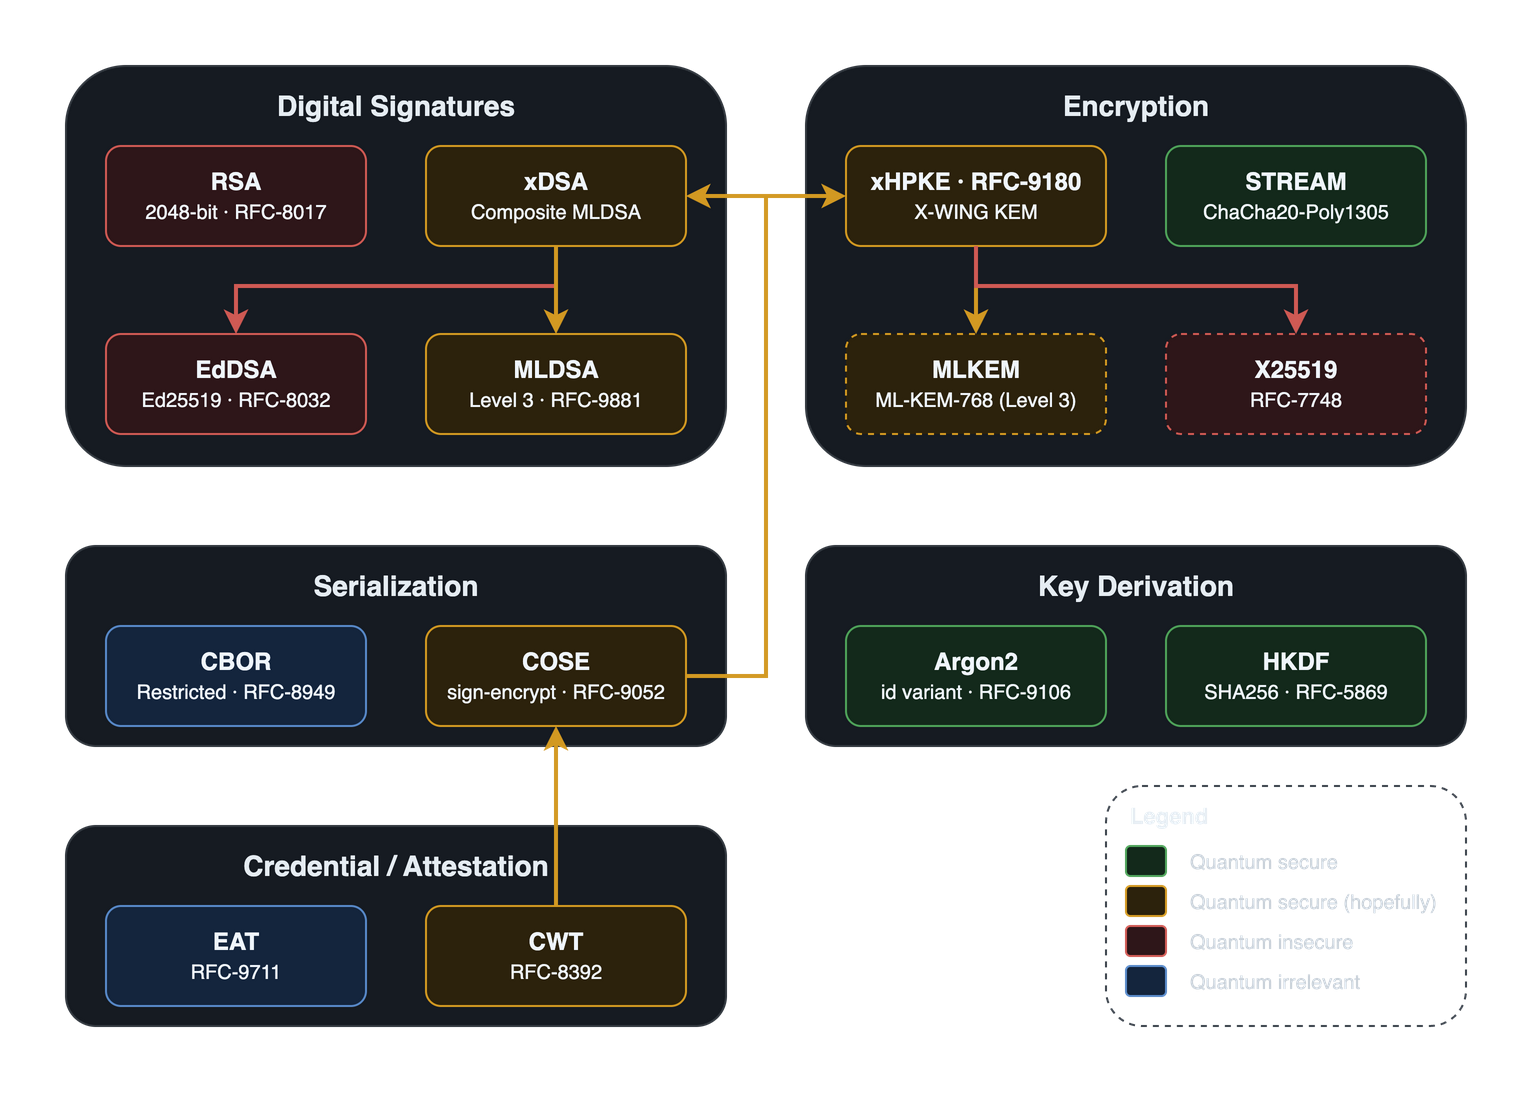 Digital Signatures
RSA
2048-bit · RFC-8017
xDSA
Composite MLDSA
EdDSA
Ed25519 · RFC-8032
MLDSA
Level 3 · RFC-9881
Encryption
xHPKE · RFC-9180
X-WING KEM
STREAM
ChaCha20-Poly1305
MLKEM
ML-KEM-768 (Level 3)
X25519
RFC-7748
Serialization
CBOR
Restricted · RFC-8949
COSE
sign-encrypt · RFC-9052
Key Derivation
Argon2
id variant · RFC-9106
HKDF
SHA256 · RFC-5869
Credential / Attestation
EAT
RFC-9711
CWT
RFC-8392
Legend
Quantum secure
Quantum secure (hopefully)
Quantum insecure
Quantum irrelevant